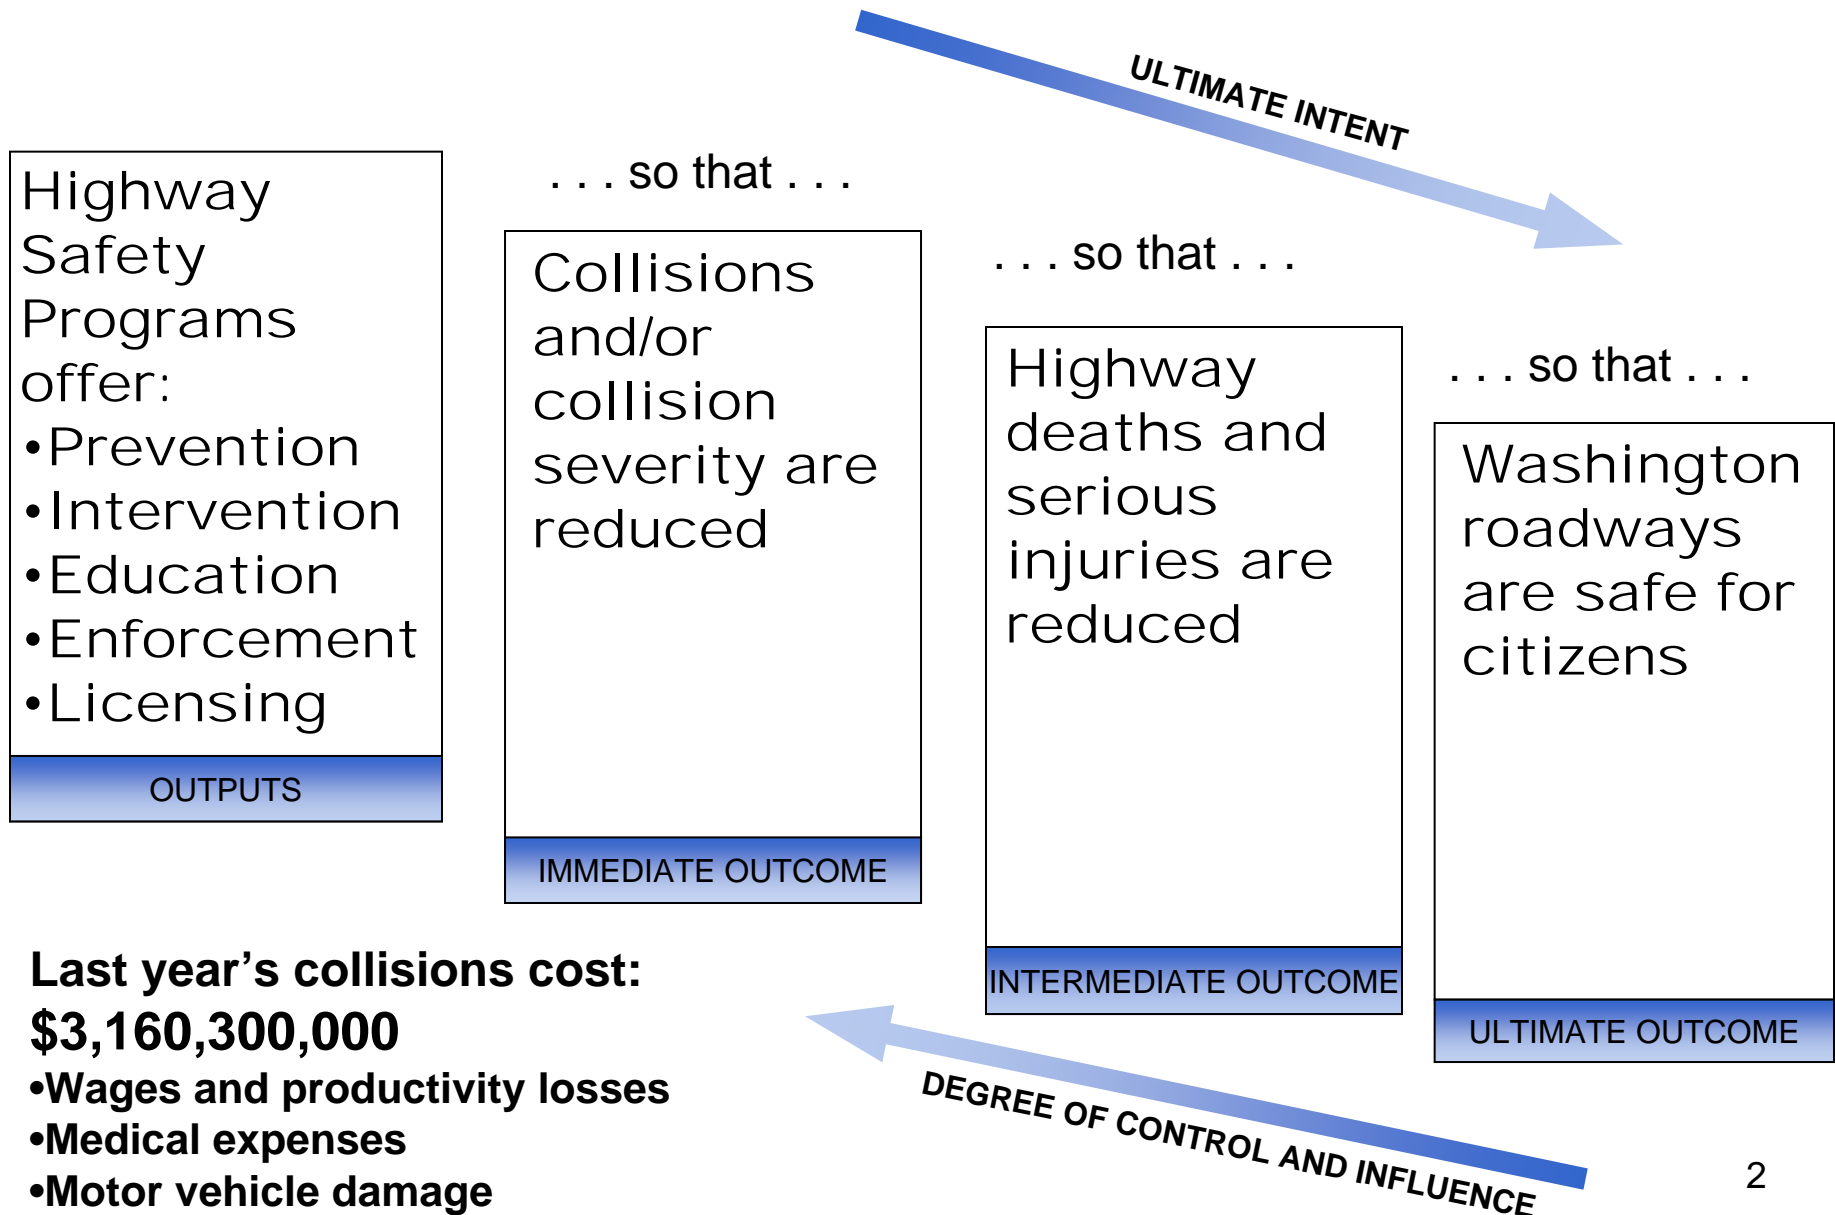 ULTIMATE INTENT
Highway
Safety
Programs
offer:
•Prevention
•Intervention
•Education
•Enforcement
•Licensing
OUTPUTS
. . . so that . . .
Collisions
and/or
collision
severity are
reduced
IMMEDIATE OUTCOME
. . . so that . . .
Highway
deaths and
serious
injuries are
reduced
INTERMEDIATE OUTCOME
. . . so that . . .
Washington
roadways
are safe for
citizens
ULTIMATE OUTCOME
Last year’s collisions cost:
$3,160,300,000
•Wages and productivity losses
•Medical expenses
•Motor vehicle damage
DEGREE OF CONTROL AND INFLUENCE
2